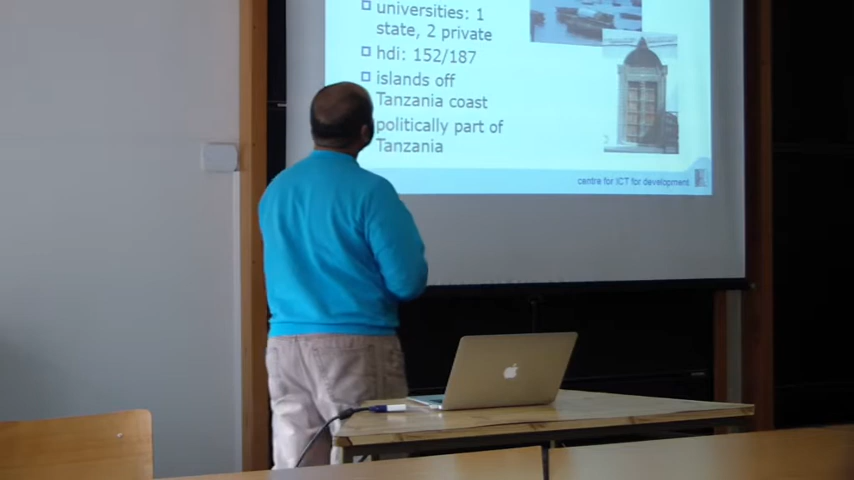 universities: 1
state, 2 private
hdi: 152/187
islands off
Tanzania coast
politically part of
Tanzania
centre for ICT for development